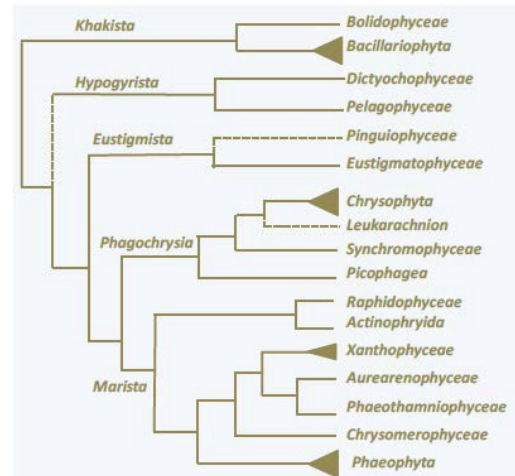 Khakista
Bolidophyceae
Bacillariophyta
Hypogyrista
Dictyochophyceae
Pelagophyceae
Eustigmista
Pinguiophyceae
Eustigmatophyceae
Chrysophyta
Leukarachnion
Phagochrysia
Synchromophyceae
Picophagea
Raphidophyceae
Actinophryida
Xanthophyceae
Marista
Aurearenophyceae
Phaeothamniophyceae
Chrysomerophyceae
Phaeophyta